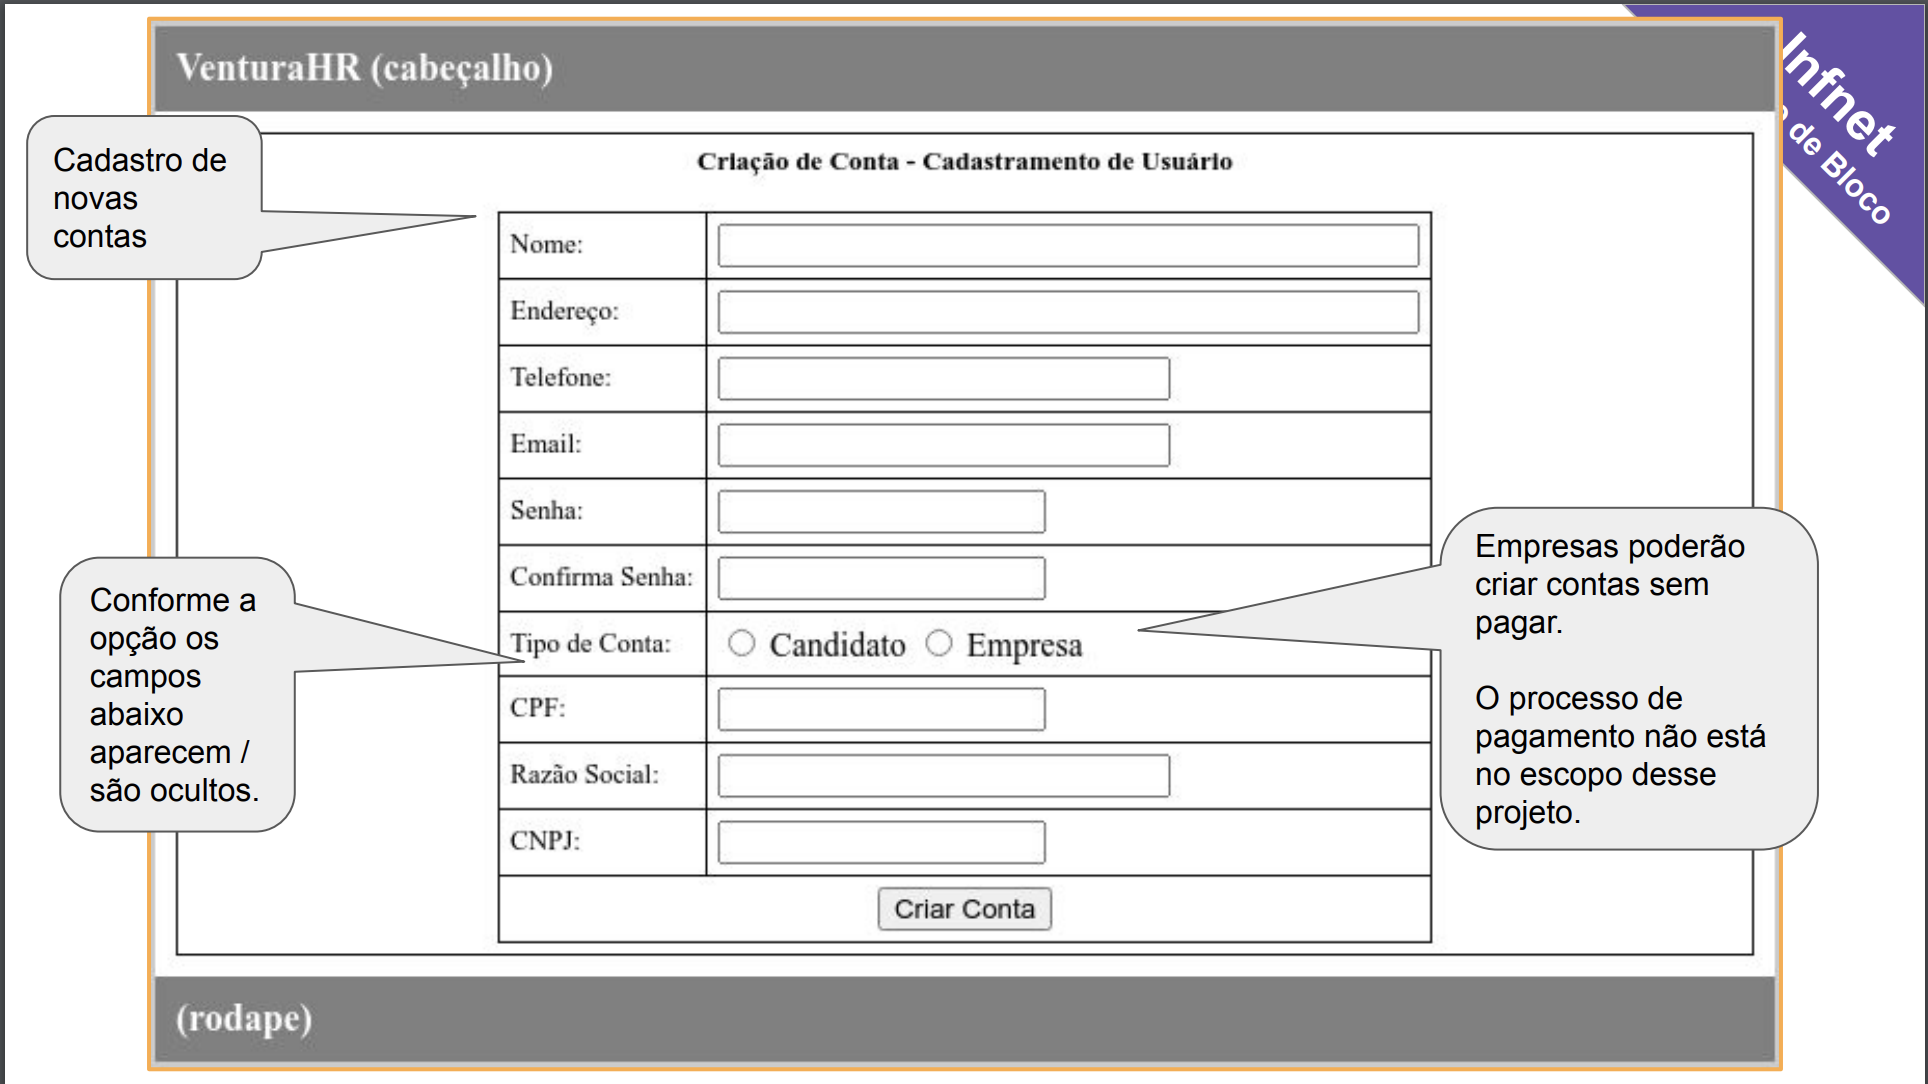 VenturaHR (cabeçalho)
Infnet
de Bloco
Cadastro de
novas
contas
Criação de Conta - Cadastramento de Usuário
Nome:
Endereço:
Telefone:
Email:
Senha:
Confirma Senha:
Tipo de Conta: Candidato Empresa
CPF:
Razão Social:
CNPJ:
Criar Conta
Conforme a
opção os
campos
abaixo
aparecem /
são ocultos.
Empresas poderão
criar contas sem
pagar.
O processo de
pagamento não está
no escopo desse
projeto.
(rodape)